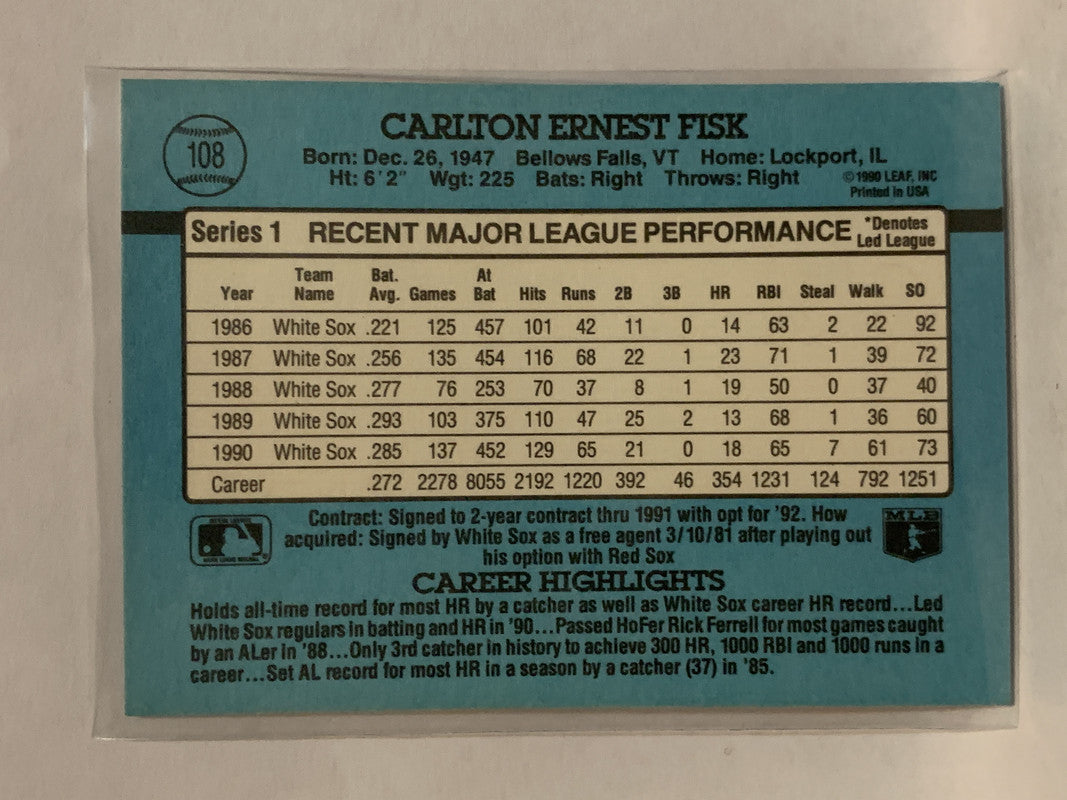 108
CARLTON ERNEST FISK
Born: Dec. 26, 1947 Bellows Falls, VT Home: Lockport, IL
Ht: 6'2" Wgt: 225 Bats: Right Throws: Right
©1990 LEAF, INC
Printed in USA
Series 1 RECENT MAJOR LEAGUE PERFORMANCE *Denotes Led League
Year Team Name Bat. Avg. Games At Bat Hits Runs 2B 3B HR RBI Steal Walk SO
1986 White Sox .221 125 457 101 42 11 0 14 63 2 22 92
1987 White Sox .256 135 454 116 68 22 1 23 71 1 39 72
1988 White Sox .277 76 253 70 37 8 1 19 50 0 37 40
1989 White Sox .293 103 375 110 47 25 2 13 68 1 36 60
1990 White Sox .285 137 452 129 65 21 0 18 65 7 61 73
Career .272 2278 8055 2192 1220 392 46 354 1231 124 792 1251
Contract: Signed to 2-year contract thru 1991 with opt for '92. How
acquired: Signed by White Sox as a free agent 3/10/81 after playing out
his option with Red Sox
MLB
CAREER HIGHLIGHTS
Holds all-time record for most HR by a catcher as well as White Sox career HR record...Led
White Sox regulars in batting and HR in '90...Passed HoFer Rick Ferrell for most games caught
by an ALer in '88...Only 3rd catcher in history to achieve 300 HR, 1000 RBI and 1000 runs in a
career...Set AL record for most HR in a season by a catcher (37) in '85.